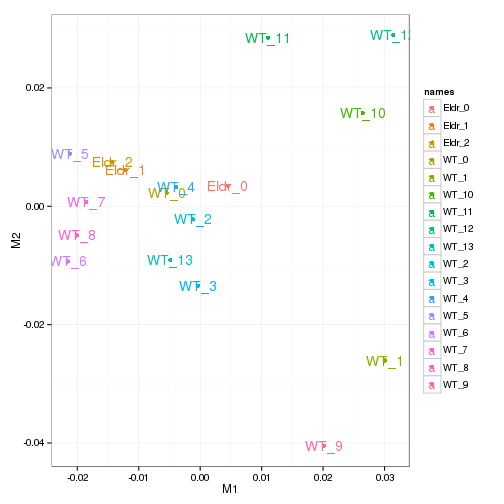 WT_11
WT_12
0.02
WT_10
WT_5
Eldr_2
Eldr_1
WT_4
WT_0
Eldr_0
WT_7
0.00
WT_2
WT_8
WT_6
WT_13
WT_3
-0.02
WT_1
-0.04
WT_9
M2
-0.02 -0.01 0.00 0.01 0.02 0.03
M1
names
a Eldr_0
a Eldr_1
a Eldr_2
a WT_0
a WT_1
a WT_10
a WT_11
a WT_12
a WT_13
a WT_2
a WT_3
a WT_4
a WT_5
a WT_6
a WT_7
a WT_8
a WT_9